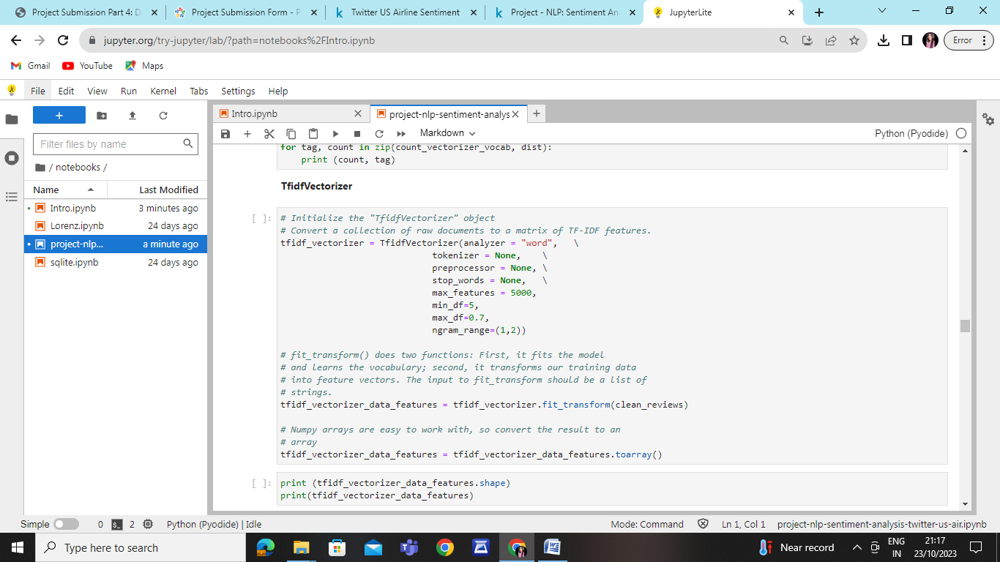 Project Submission Part 4: D
Project Submission Form - P
Twitter US Airline Sentiment
Project - NLP: Sentiment An
JupyterLite
jupyter.org/try-jupyter/lab/?path=notebooks%2FIntro.ipynb
Error
Gmail
YouTube
Maps
File Edit View Run Kernel Tabs Settings Help
+
Filter files by name
/ notebooks /
Name Last Modified
Intro.ipynb 3 minutes ago
Lorenz.ipynb 24 days ago
project-nlp... a minute ago
sqlite.ipynb 24 days ago
Intro.ipynb
project-nlp-sentiment-analys
Markdown
Python (Pyodide)
for tag, count in zip(count_vectorizer_vocab, dist):
    print (count, tag)
TfidfVectorizer
[ ]:
# Initialize the "TfidfVectorizer" object
# Convert a collection of raw documents to a matrix of TF-IDF features.
tfidf_vectorizer = TfidfVectorizer(analyzer = "word",   \
                             tokenizer = None,    \
                             preprocessor = None, \
                             stop_words = None,   \
                             max_features = 5000,
                             min_df=5,
                             max_df=0.7,
                             ngram_range=(1,2))
# fit_transform() does two functions: First, it fits the model
# and learns the vocabulary; second, it transforms our training data
# into feature vectors. The input to fit_transform should be a list of
# strings.
tfidf_vectorizer_data_features = tfidf_vectorizer.fit_transform(clean_reviews)
# Numpy arrays are easy to work with, so convert the result to an
# array
tfidf_vectorizer_data_features = tfidf_vectorizer_data_features.toarray()
[ ]:
print (tfidf_vectorizer_data_features.shape)
print(tfidf_vectorizer_data_features)
Simple 0 2 Python (Pyodide) | Idle
Mode: Command Ln 1, Col 1 project-nlp-sentiment-analysis-twitter-us-air.ipynb
Type here to search
Near record
ENG
IN
21:17
23/10/2023